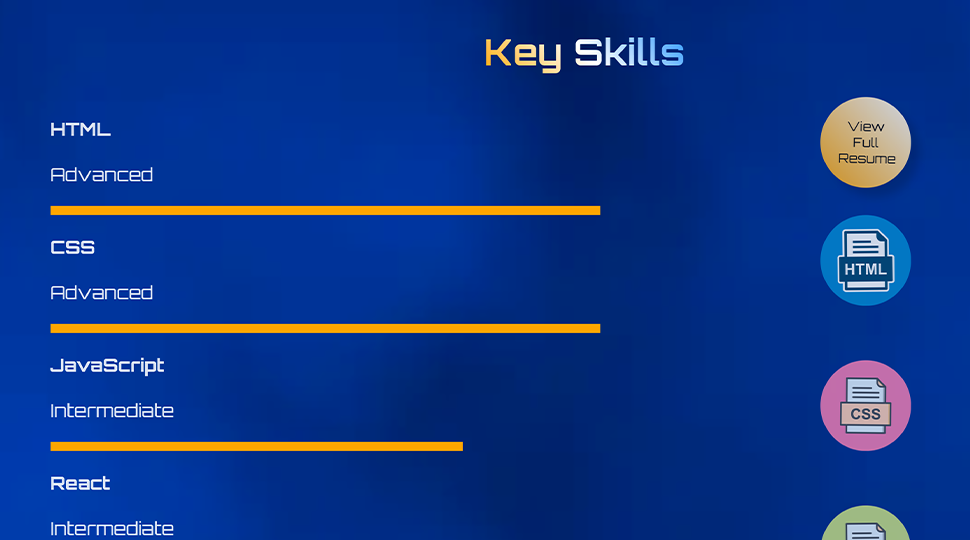 Key Skills
HTML
Advanced
CSS
Advanced
JavaScript
Intermediate
React
Intermediate
View
Full
Resume
HTML
CSS